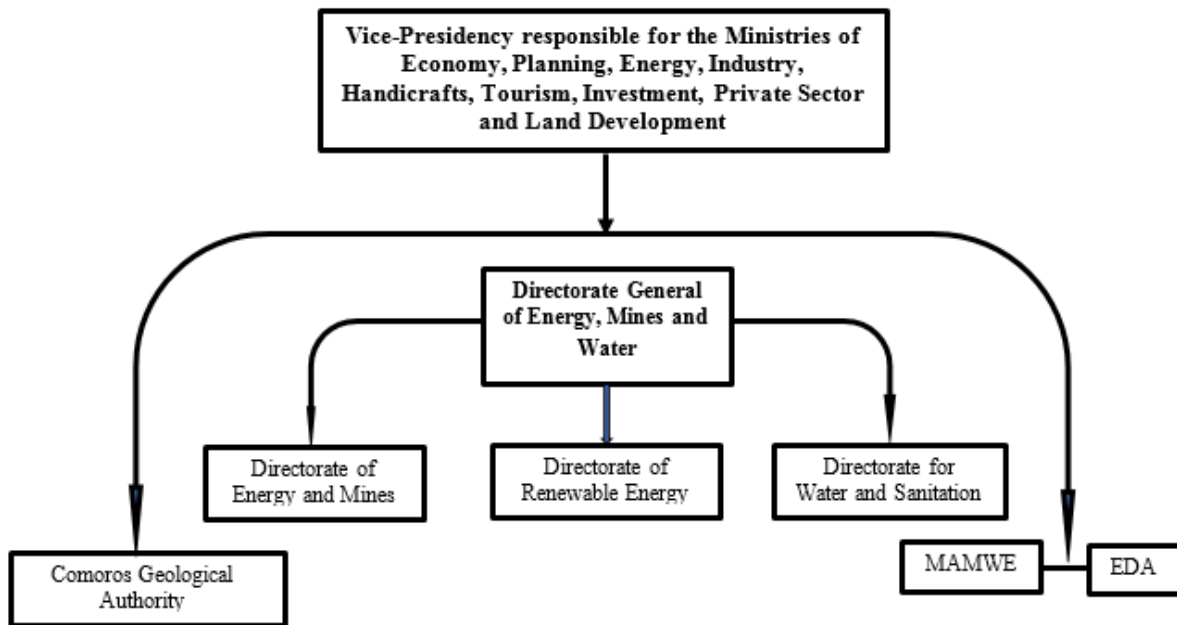 Vice-Presidency responsible for the Ministries of
Economy, Planning, Energy, Industry,
Handicrafts, Tourism, Investment, Private Sector
and Land Development
Directorate General
of Energy, Mines and
Water
Directorate of
Energy and Mines
Directorate of
Renewable Energy
Directorate for
Water and Sanitation
Comoros Geological
Authority
MAMWE
EDA